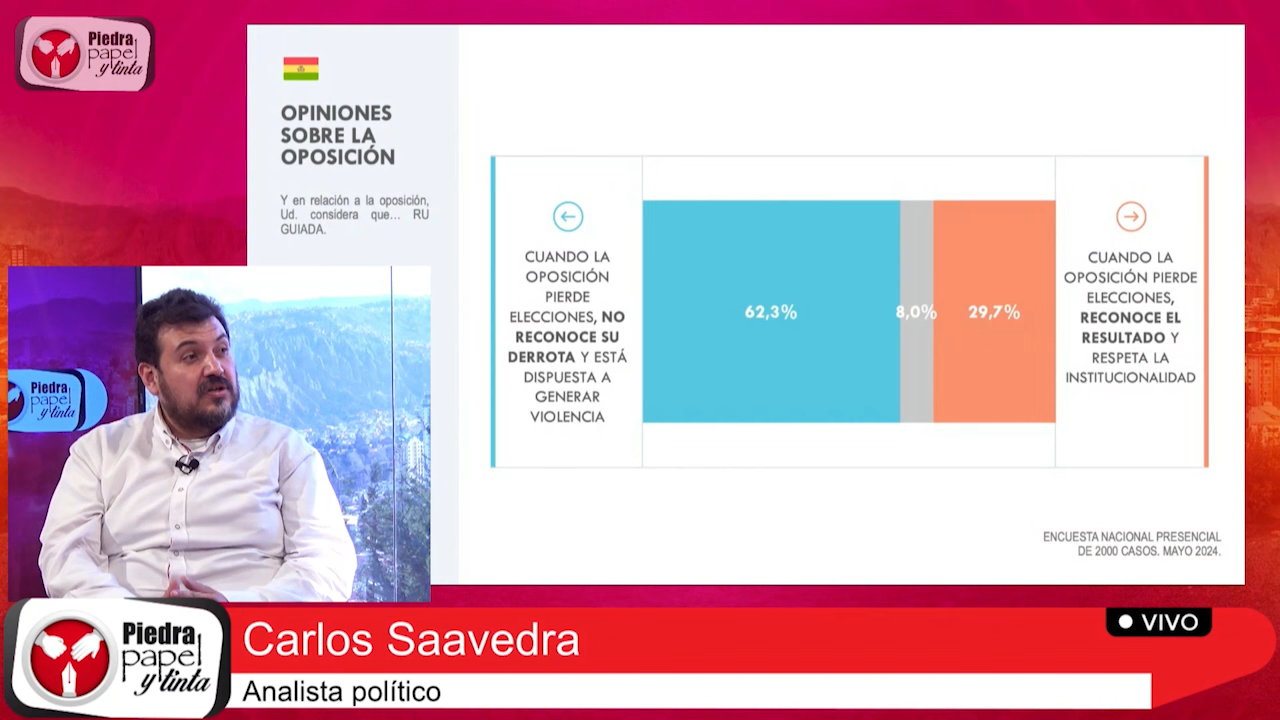 Piedra
papel
y tinta
OPINIONES
SOBRE LA
OPOSICIÓN
Y en relación a la oposición,
Ud. considera que... RU
GUIADA.
CUANDO LA
OPOSICIÓN
PIERDE
ELECCIONES, NO
RECONOCE SU
DERROTA Y ESTÁ
DISPUESTA A
GENERAR
VIOLENCIA
62,3%
8,0%
29,7%
CUANDO LA
OPOSICIÓN PIERDE
ELECCIONES,
RECONOCE EL
RESULTADO Y
RESPETA LA
INSTITUCIONALIDAD
ENCUESTA NACIONAL PRESENCIAL
DE 2000 CASOS. MAYO 2024.
Piedra
papel
y tinta
Piedra
papel
y tinta
Carlos Saavedra
Analista político
VIVO